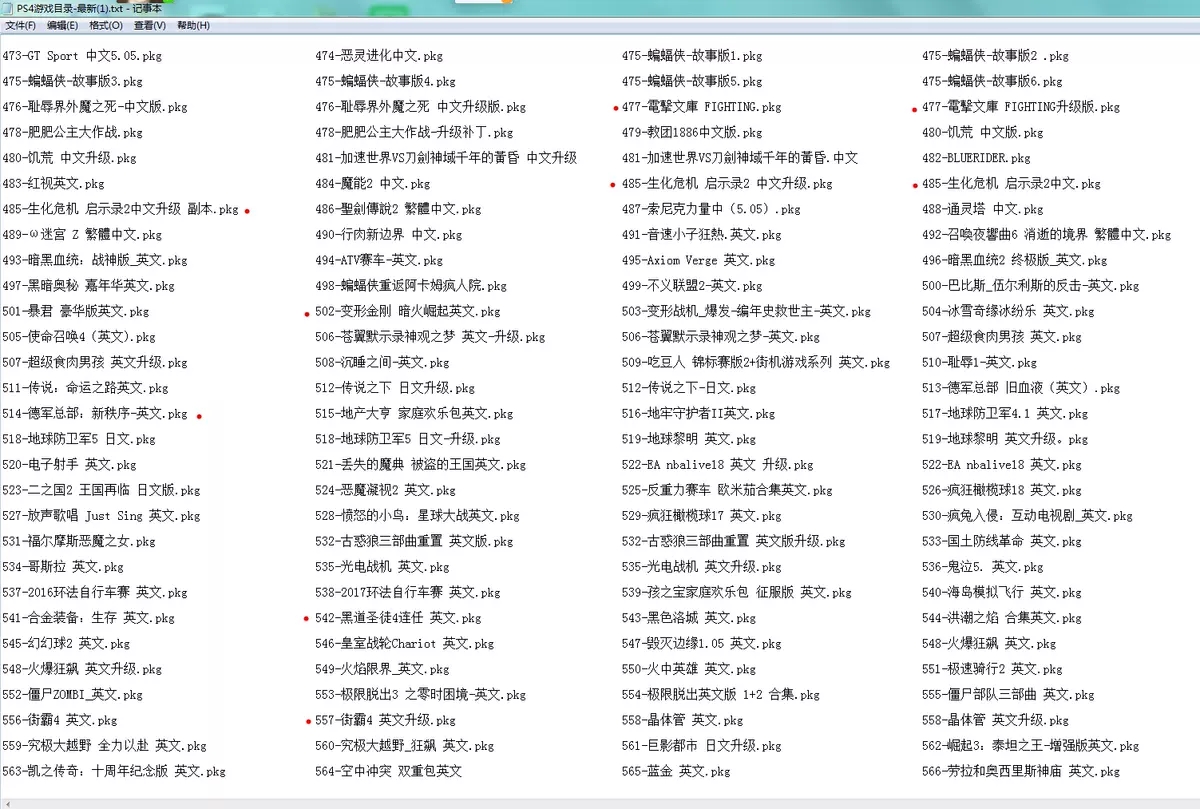 PS4游戏目录-最新(1).txt - 记事本
文件(F) 编辑(E) 格式(O) 查看(V) 帮助(H)
473-GT Sport 中文5.05.pkg 474-恶灵进化中文.pkg 475-蝙蝠侠-故事版1.pkg 475-蝙蝠侠-故事版2 .pkg
475-蝙蝠侠-故事版3.pkg 475-蝙蝠侠-故事版4.pkg 475-蝙蝠侠-故事版5.pkg 475-蝙蝠侠-故事版6.pkg
476-耻辱界外魔之死-中文版.pkg 476-耻辱界外魔之死 中文升级版.pkg 477-電擊文庫 FIGHTING.pkg 477-電擊文庫 FIGHTING升级版.pkg
478-肥肥公主大作战.pkg 478-肥肥公主大作战-升级补丁.pkg 479-教团1886中文版.pkg 480-饥荒 中文版.pkg
480-饥荒 中文升级.pkg 481-加速世界VS刀劍神域千年的黃昏 中文升级 481-加速世界VS刀劍神域千年的黃昏.中文 482-BLUERIDER.pkg
483-红视英文.pkg 484-魔能2 中文.pkg 485-生化危机 启示录2 中文升级.pkg 485-生化危机 启示录2中文.pkg
485-生化危机 启示录2中文升级 副本.pkg 486-聖劍傳說2 繁體中文.pkg 487-索尼克力量中（5.05）.pkg 488-通灵塔 中文.pkg
489-ω迷宫 Z 繁體中文.pkg 490-行肉新边界 中文.pkg 491-音速小子狂熱.英文.pkg 492-召喚夜響曲6 消逝的境界 繁體中文.pkg
493-暗黑血统: 战神版_英文.pkg 494-ATV赛车-英文.pkg 495-Axiom Verge 英文.pkg 496-暗黑血统2 终极版_英文.pkg
497-黑暗奥秘 嘉年华英文.pkg 498-蝙蝠侠重返阿卡姆疯人院.pkg 499-不义联盟2-英文.pkg 500-巴比斯_伍尔利斯的反击-英文.pkg
501-暴君 豪华版英文.pkg 502-变形金刚 暗火崛起英文.pkg 503-变形战机_爆发-编年史救世主-英文.pkg 504-冰雪奇缘冰纷乐 英文.pkg
505-使命召唤4（英文).pkg 506-苍翼默示录神观之梦 英文-升级.pkg 506-苍翼默示录神观之梦-英文.pkg 507-超级食肉男孩 英文.pkg
507-超级食肉男孩 英文升级.pkg 508-沉睡之间-英文.pkg 509-吃豆人 锦标赛版2+街机游戏系列 英文.pkg 510-耻辱1-英文.pkg
511-传说: 命运之路英文.pkg 512-传说之下 日文升级.pkg 512-传说之下-日文.pkg 513-德军总部 旧血液（英文）.pkg
514-德军总部: 新秩序-英文.pkg 515-地产大亨 家庭欢乐包英文.pkg 516-地牢守护者II英文.pkg 517-地球防卫军4.1 英文.pkg
518-地球防卫军5 日文.pkg 518-地球防卫军5 日文-升级.pkg 519-地球黎明 英文.pkg 519-地球黎明 英文升级。pkg
520-电子射手 英文.pkg 521-丢失的魔典 被盗的王国英文.pkg 522-EA nbalive18 英文 升级.pkg 522-EA nbalive18 英文.pkg
523-二之国2 王国再临 日文版.pkg 524-恶魔凝视2 英文.pkg 525-反重力赛车 欧米茄合集英文.pkg 526-疯狂橄榄球18 英文.pkg
527-放声歌唱 Just Sing 英文.pkg 528-愤怒的小鸟: 星球大战英文.pkg 529-疯狂橄榄球17 英文.pkg 530-疯兔入侵: 互动电视剧_英文.pkg
531-福尔摩斯恶魔之女.pkg 532-古惑狼三部曲重置 英文版.pkg 532-古惑狼三部曲重置 英文版升级.pkg 533-国土防线革命 英文.pkg
534-哥斯拉 英文.pkg 535-光电战机 英文.pkg 535-光电战机 英文升级.pkg 536-鬼泣5. 英文.pkg
537-2016环法自行车赛 英文.pkg 538-2017环法自行车赛 英文.pkg 539-孩之宝家庭欢乐包 征服版 英文.pkg 540-海岛模拟飞行 英文.pkg
541-合金装备: 生存 英文.pkg 542-黑道圣徒4连任 英文.pkg 543-黑色洛城 英文.pkg 544-洪潮之焰 合集英文.pkg
545-幻幻球2 英文.pkg 546-皇室战轮Chariot 英文.pkg 547-毁灭边缘1.05 英文.pkg 548-火爆狂飙 英文.pkg
548-火爆狂飙 英文升级.pkg 549-火焰限界_英文.pkg 550-火中英雄 英文.pkg 551-极速骑行2 英文.pkg
552-僵尸ZOMBI_英文.pkg 553-极限脱出3 之零时困境-英文.pkg 554-极限脱出英文版 1+2 合集.pkg 555-僵尸部队三部曲 英文.pkg
556-街霸4 英文.pkg 557-街霸4 英文升级.pkg 558-晶体管 英文.pkg 558-晶体管 英文升级.pkg
559-究极大越野 全力以赴 英文.pkg 560-究极大越野_狂飙 英文.pkg 561-巨影都市 日文升级.pkg 562-崛起3: 泰坦之王-增强版英文.pkg
563-凯之传奇: 十周年纪念版 英文.pkg 564-空中冲突 双重包英文 565-蓝金 英文.pkg 566-劳拉和奥西里斯神庙 英文.pkg